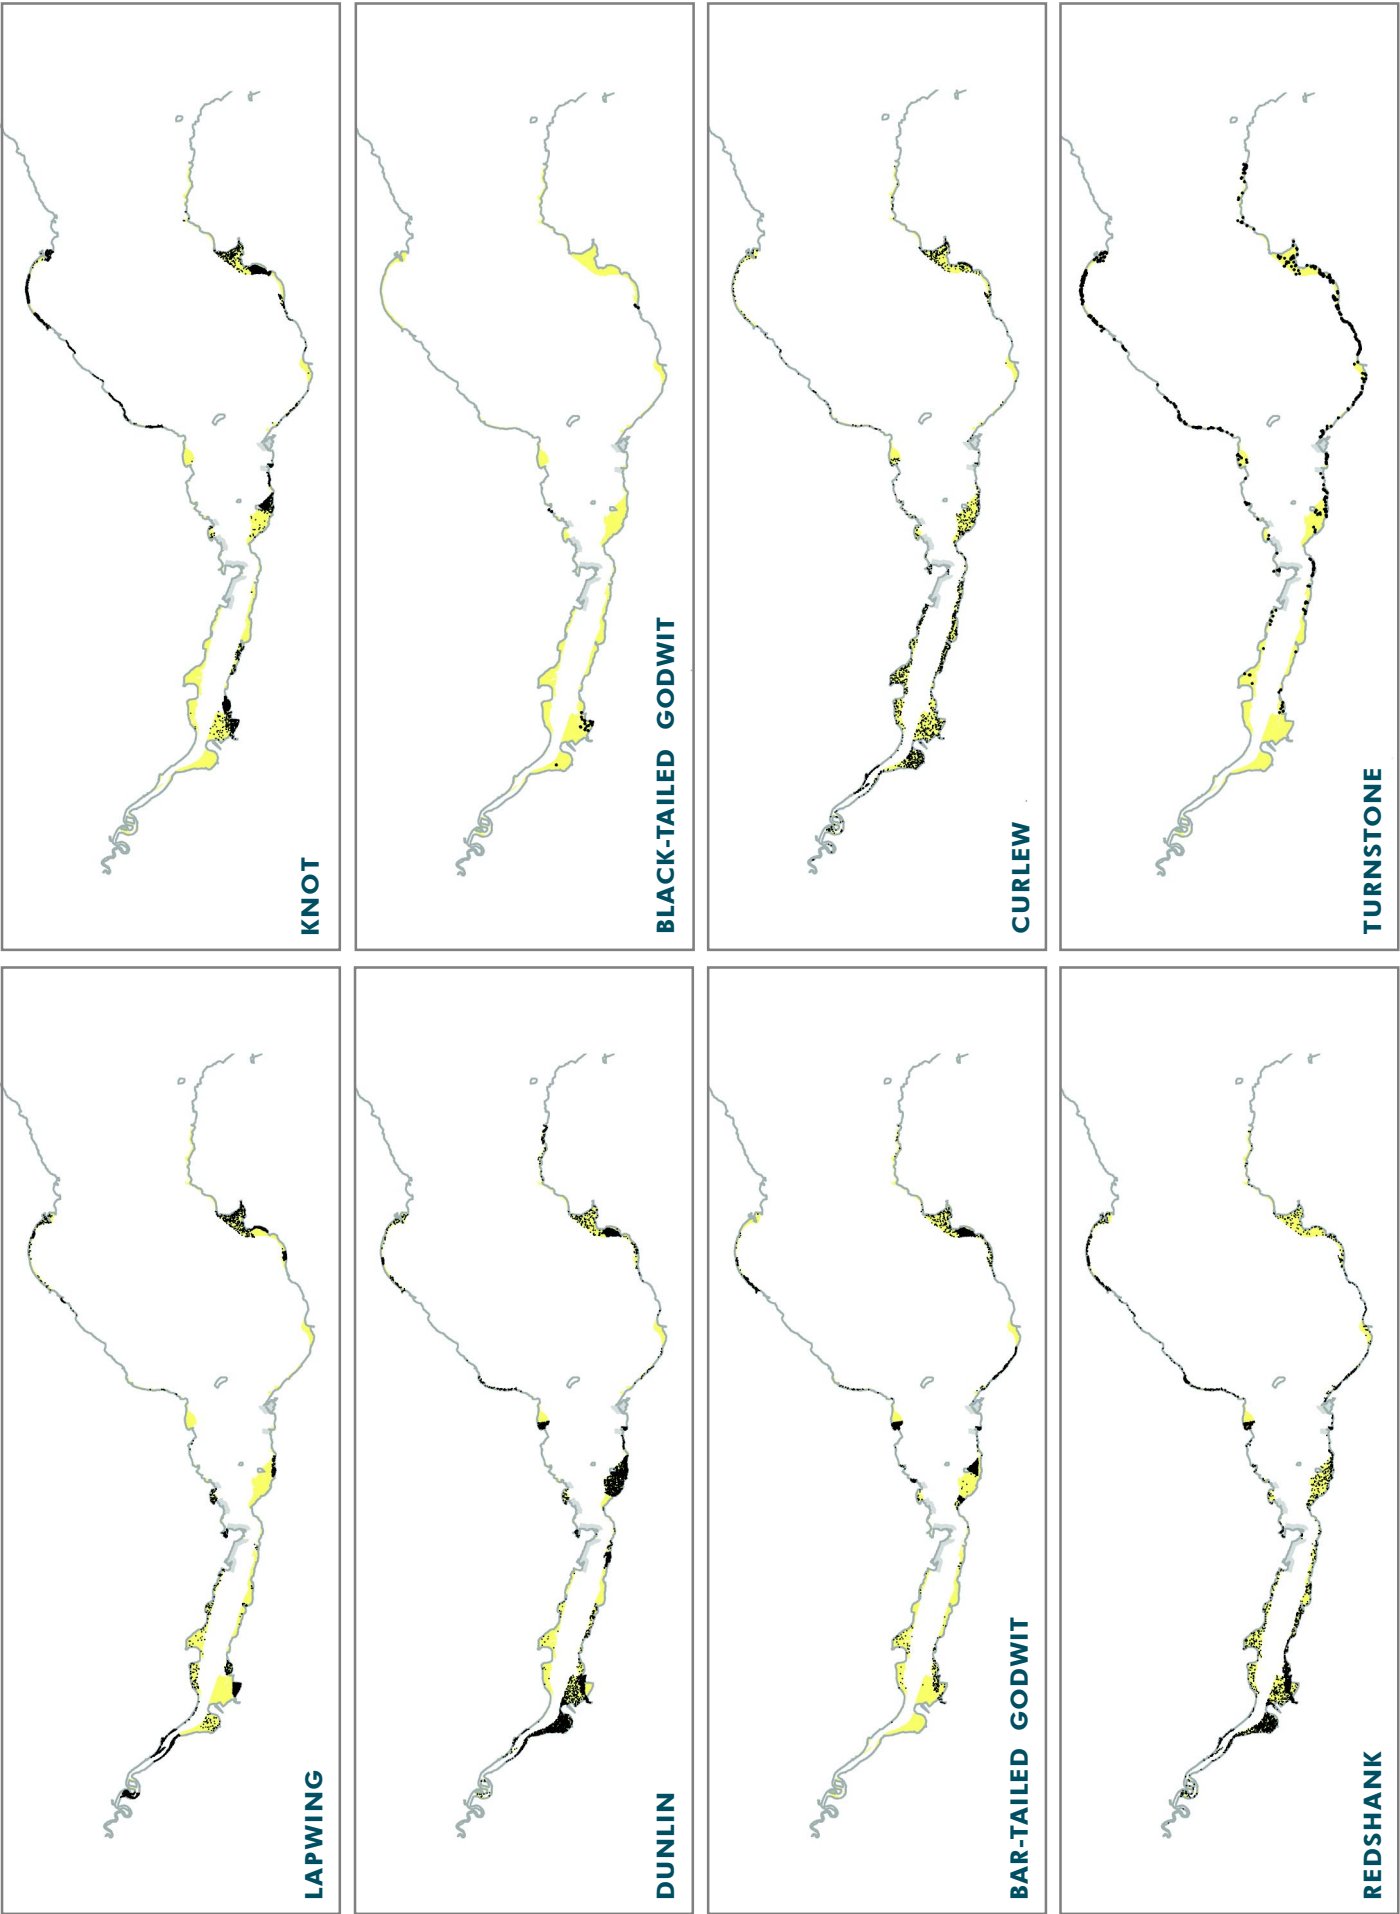 LAPWING
KNOT
DUNLIN
BLACK-TAILED GODWIT
BAR-TAILED GODWIT
CURLEW
REDSHANK
TURNSTONE